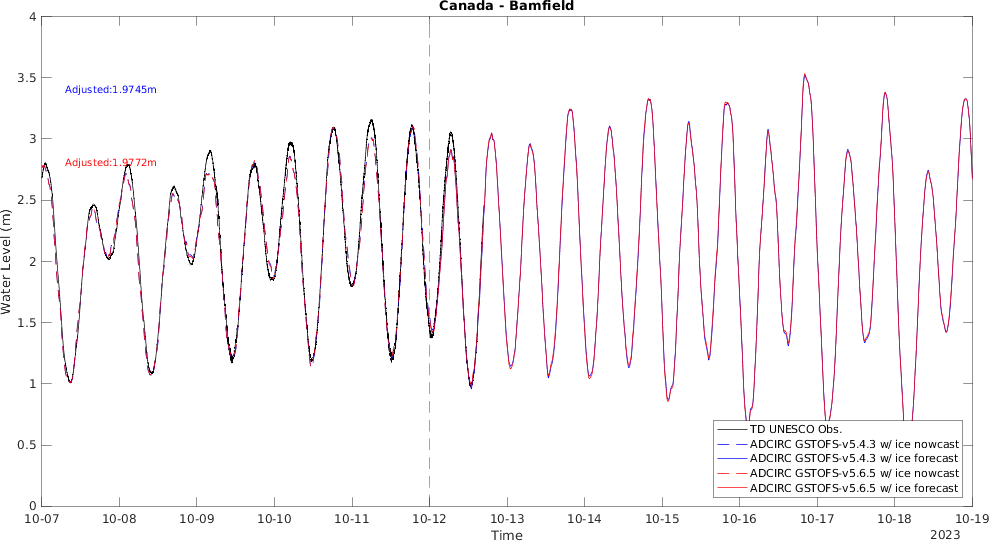 Canada - Bamfield
4
3.5
3
2.5
2
1.5
1
0.5
0
Water Level (m)
Adjusted:1.9745m
Adjusted:1.9772m
TD UNESCO Obs.
ADCIRC GSTOFS-v5.4.3 w/ ice nowcast
ADCIRC GSTOFS-v5.4.3 w/ ice forecast
ADCIRC GSTOFS-v5.6.5 w/ ice nowcast
ADCIRC GSTOFS-v5.6.5 w/ ice forecast
10-07 10-08 10-09 10-10 10-11 10-12 10-13 10-14 10-15 10-16 10-17 10-18 10-19
Time
2023